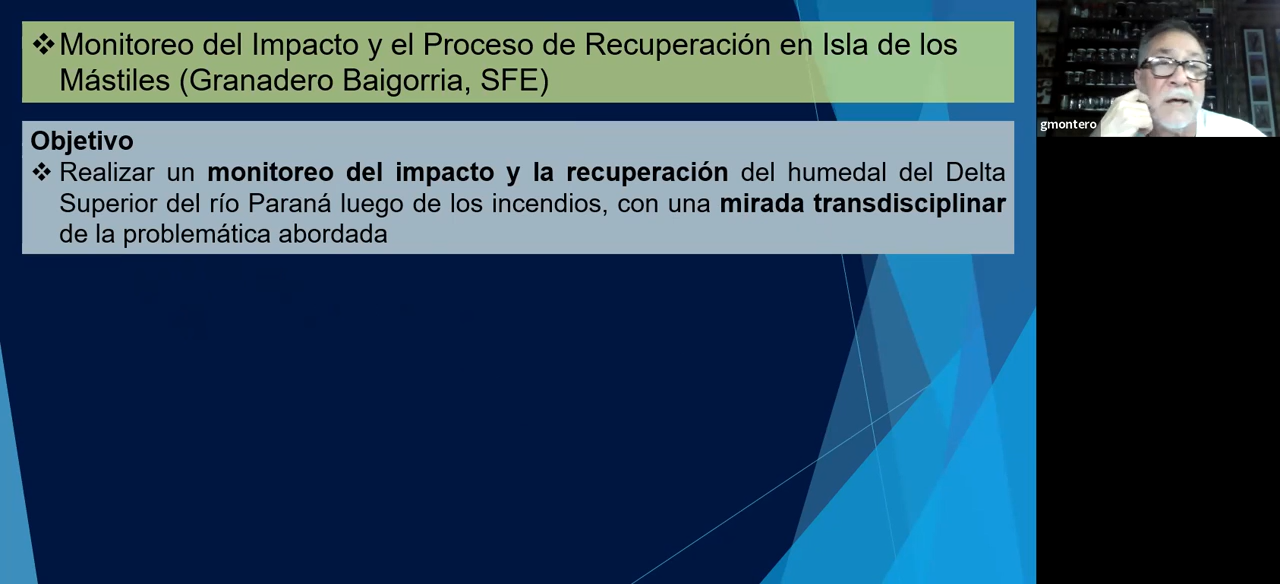 ❖Monitoreo del Impacto y el Proceso de Recuperación en Isla de los
Mástiles (Granadero Baigorria, SFE)
Objetivo
❖ Realizar un monitoreo del impacto y la recuperación del humedal del Delta
Superior del río Paraná luego de los incendios, con una mirada transdisciplinar
de la problemática abordada
gmontero